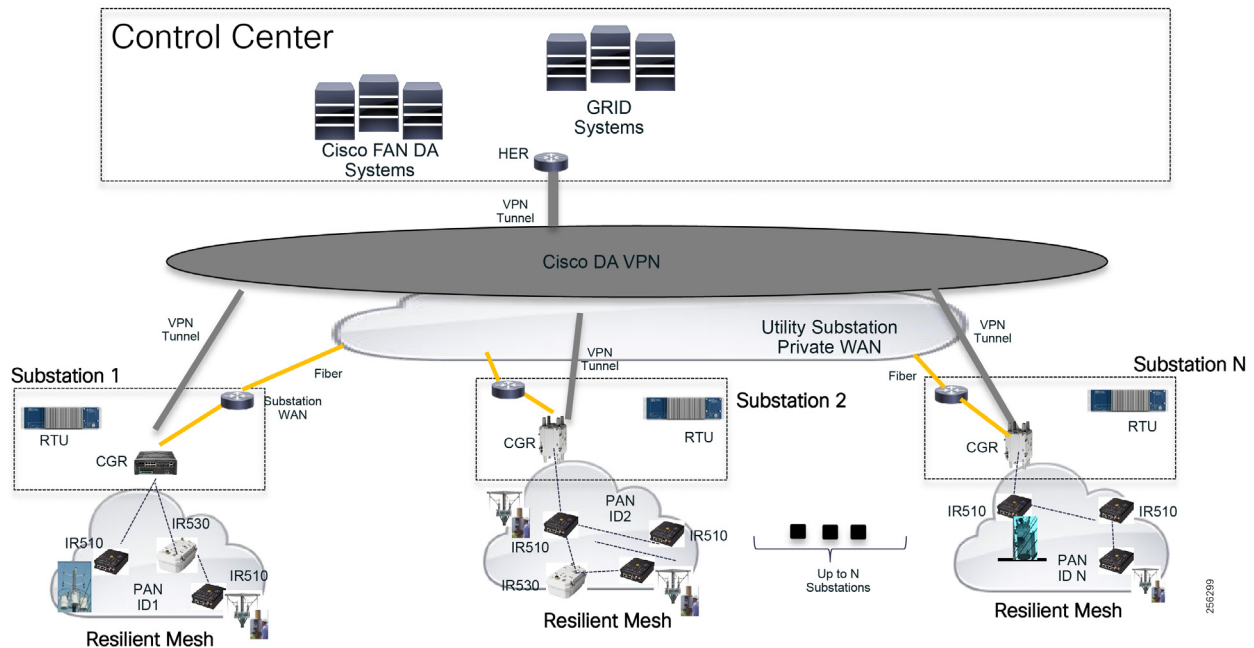 Control Center
GRID
Systems
Cisco FAN DA
Systems
HER
VPN
Tunnel
Cisco DA VPN
VPN
Tunnel
Utility Substation
Private WAN
VPN
Tunnel
VPN
Tunnel
Fiber
Fiber
Substation 1
Substation
WAN
RTU
CGR
Substation 2
RTU
CGR
Substation N
RTU
CGR
IR530
IR510
IR510
PAN
ID1
Resilient Mesh
PAN
ID2
IR510
IR510
IR530
Resilient Mesh
Up to N
Substations
IR510
IR510
PAN
ID N
Resilient Mesh
256299